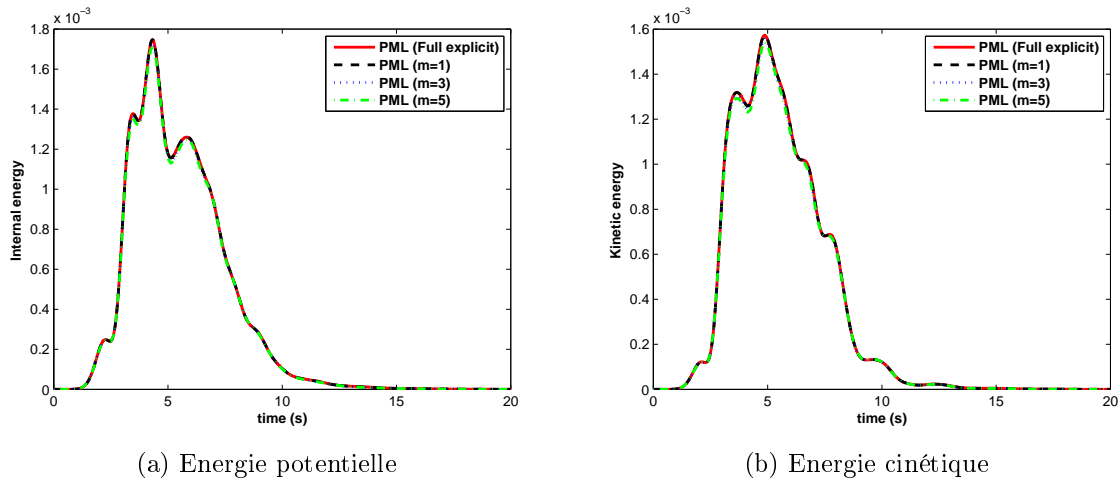 x 10⁻³
1.8
1.6
1.4
1.2
1
0.8
0.6
0.4
0.2
0
Internal energy
PML (Full explicit)
PML (m=1)
PML (m=3)
PML (m=5)
0 5 10 15 20
time (s)
(a) Energie potentielle
x 10⁻³
1.6
1.4
1.2
1
0.8
0.6
0.4
0.2
0
Kinetic energy
PML (Full explicit)
PML (m=1)
PML (m=3)
PML (m=5)
0 5 10 15 20
time (s)
(b) Energie cinétique